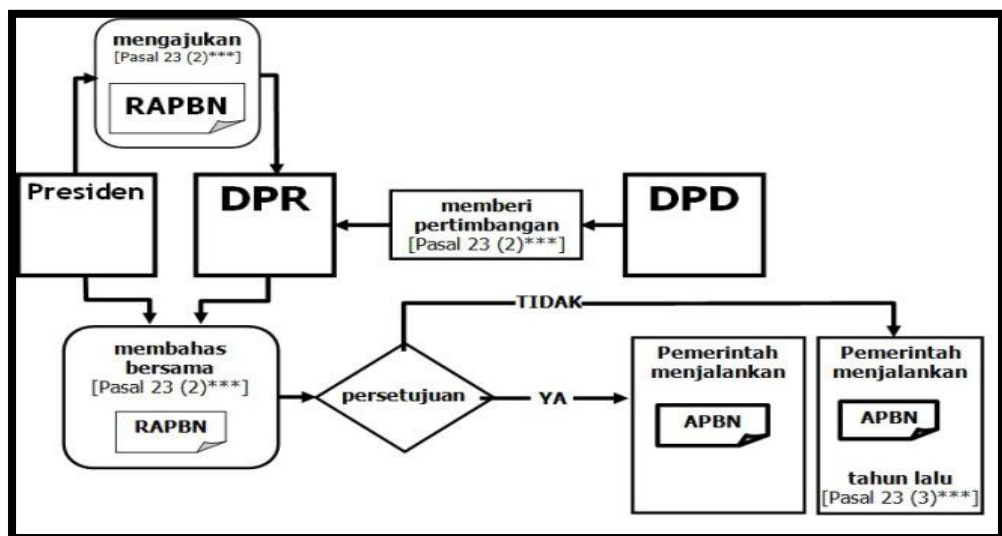 mengajukan
[Pasal 23 (2)***]
RAPBN
Presiden
DPR
memberi
pertimbangan
[Pasal 23 (2)***]
DPD
membahas
bersama
[Pasal 23 (2)***]
RAPBN
persetujuan
TIDAK
YA
Pemerintah
menjalankan
APBN
Pemerintah
menjalankan
APBN
tahun lalu
[Pasal 23 (3)***]